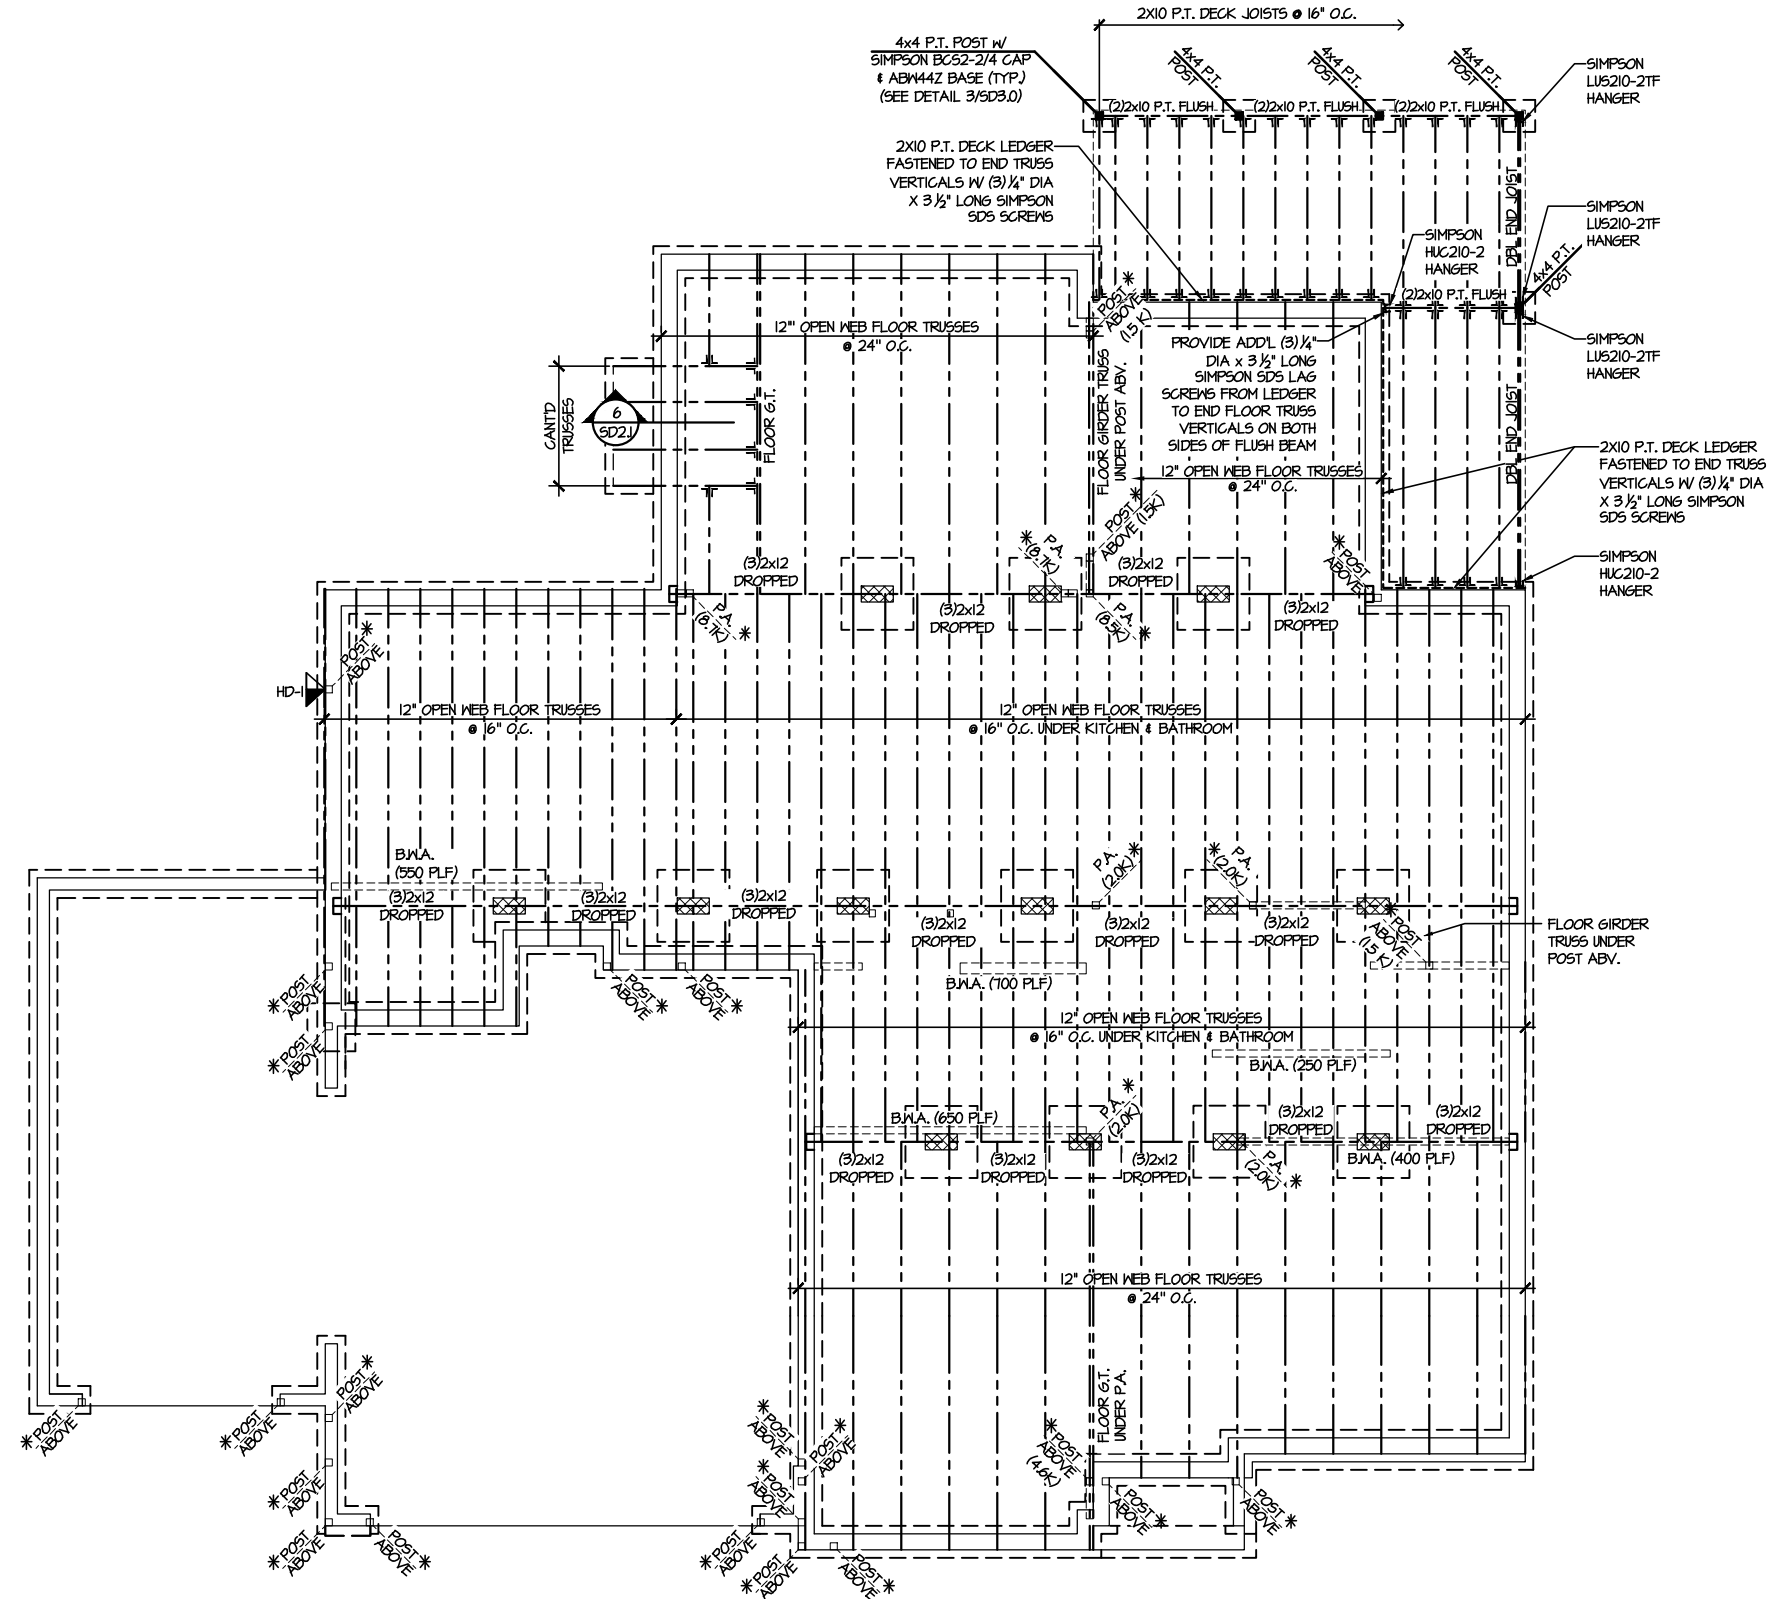 2X10 P.T. DECK JOISTS @ 16" O.C.
4x4 P.T. POST W/
SIMPSON BCS2-2/4 CAP
& ABW44Z BASE (TYP.)
(SEE DETAIL 3/SD3.0)
4x4 P.T.
POST
4x4 P.T.
POST
4x4 P.T.
POST
SIMPSON
LUS210-2TF
HANGER
(2)2x10 P.T. FLUSH
(2)2x10 P.T. FLUSH
(2)2x10 P.T. FLUSH
2X10 P.T. DECK LEDGER
FASTENED TO END TRUSS
VERTICALS W/ (3) ¼" DIA
X 3 ½" LONG SIMPSON
SDS SCREWS
DBL END JOIST
SIMPSON
LUS210-2TF
HANGER
SIMPSON
HUC210-2
HANGER
4x4 P.T.
POST
(2)2x10 P.T. FLUSH
POST
ABOVE
(1.5 K)
12"' OPEN WEB FLOOR TRUSSES
@ 24" O.C.
PROVIDE ADD'L (3) ¼"
DIA x 3 ½" LONG
SIMPSON SDS LAG
SCREWS FROM LEDGER
TO END FLOOR TRUSS
VERTICALS ON BOTH
SIDES OF FLUSH BEAM
SIMPSON
LUS210-2TF
HANGER
CANT'D
TRUSSES
6
SD2.1
FLOOR G.T.
FLOOR GIRDER TRUSS
UNDER POST ABV.
DBL END JOIST
2X10 P.T. DECK LEDGER
FASTENED TO END TRUSS
VERTICALS W/ (3) ¼" DIA
X 3 ½" LONG SIMPSON
SDS SCREWS
12" OPEN WEB FLOOR TRUSSES
@ 24" O.C.
POST
ABOVE (1.5K)
P.A.
(8.7K)
POST
ABOVE
SIMPSON
HUC210-2
HANGER
(3)2x12
DROPPED
(3)2x12
DROPPED
(3)2x12
DROPPED
(3)2x12
DROPPED
P.A.
(8.7K)
P.A.
(8.5K)
POST
ABOVE
HD-1
12" OPEN WEB FLOOR TRUSSES
@ 16" O.C.
12" OPEN WEB FLOOR TRUSSES
@ 16" O.C. UNDER KITCHEN & BATHROOM
B.W.A.
(550 PLF)
P.A.
(2.0K)
P.A.
(2.0K)
(3)2x12
DROPPED
(3)2x12
DROPPED
(3)2x12
DROPPED
(3)2x12
DROPPED
(3)2x12
DROPPED
(3)2x12
DROPPED
POST
ABOVE
(1.5 K)
FLOOR GIRDER
TRUSS UNDER
POST ABV.
POST
ABOVE
POST
ABOVE
POST
ABOVE
POST
ABOVE
B.W.A. (700 PLF)
12" OPEN WEB FLOOR TRUSSES
@ 16" O.C. UNDER KITCHEN & BATHROOM
B.W.A. (250 PLF)
B.W.A. (650 PLF)
P.A.
(2.0K)
(3)2x12
DROPPED
(3)2x12
DROPPED
(3)2x12
DROPPED
(3)2x12
DROPPED
(3)2x12
DROPPED
P.A.
(2.0K)
B.W.A. (400 PLF)
12" OPEN WEB FLOOR TRUSSES
@ 24" O.C.
FLOOR G.T.
UNDER P.A.
POST
ABOVE
POST
ABOVE
POST
ABOVE
POST
ABOVE
POST
ABOVE
POST
ABOVE
POST
ABOVE
POST
ABOVE
(4.6K)
POST
ABOVE
POST
ABOVE
POST
ABOVE
POST
ABOVE
POST
ABOVE
POST
ABOVE
POST
ABOVE